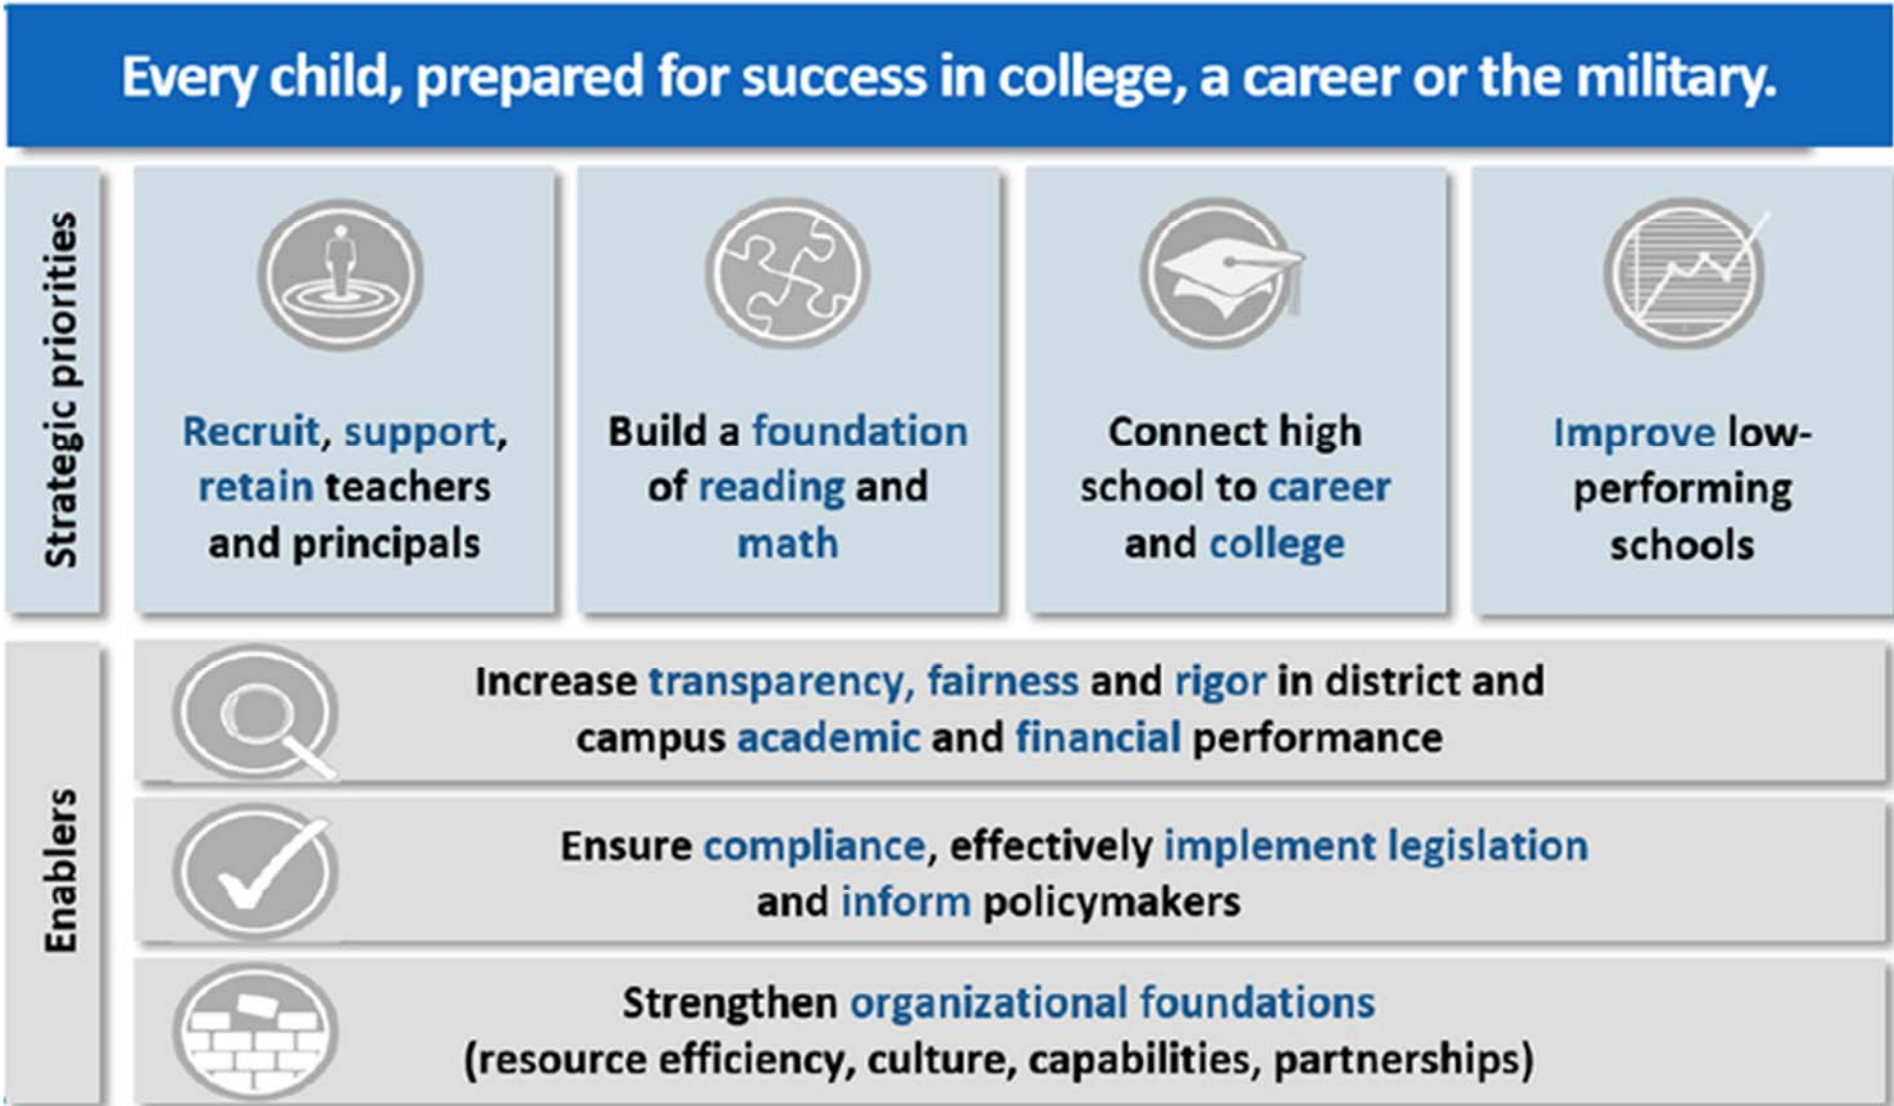 Every child, prepared for success in college, a career or the military.
Strategic priorities
Recruit, support,
retain teachers
and principals
Build a foundation
of reading and
math
Connect high
school to career
and college
Improve low-
performing
schools
Enablers
Increase transparency, fairness and rigor in district and
campus academic and financial performance
Ensure compliance, effectively implement legislation
and inform policymakers
Strengthen organizational foundations
(resource efficiency, culture, capabilities, partnerships)